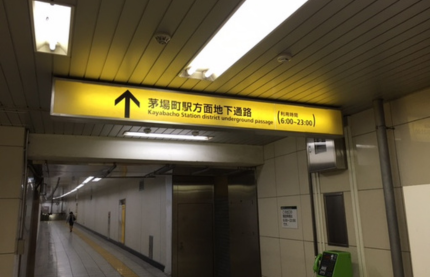 茅場町駅方面地下通路
Kayabacho Station district underground passage
(利用時間
6:00~23:00)